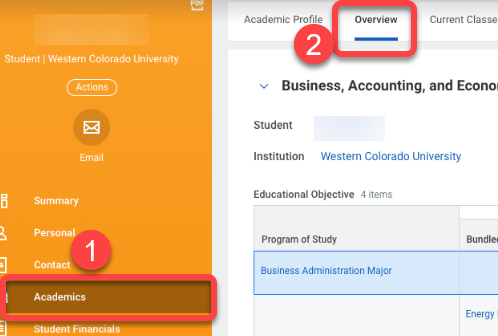 PDF
Student | Western Colorado University
Actions
Email
Summary
Personal
Contact
1
Academics
Student Financials
Academic Profile
Overview
Current Classe
2
Business, Accounting, and Econo
Student
Institution Western Colorado University
Educational Objective 4 items
Program of Study
Bundled
Business Administration Major
Energy